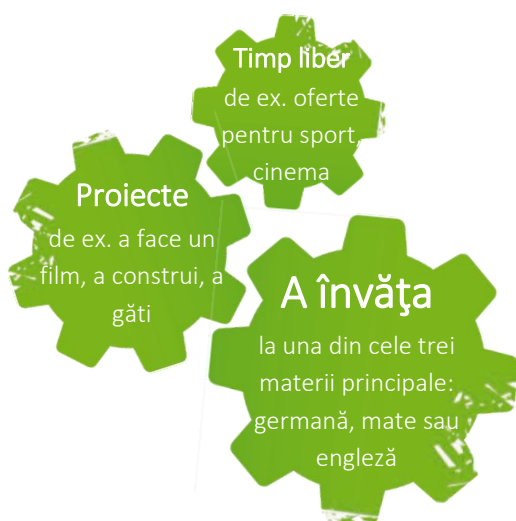 Timp liber
de ex. oferte
pentru sport,
cinema
Proiecte
de ex. a face un
film, a construi, a
găti
A învăța
la una din cele trei
materii principale:
germană, mate sau
engleză